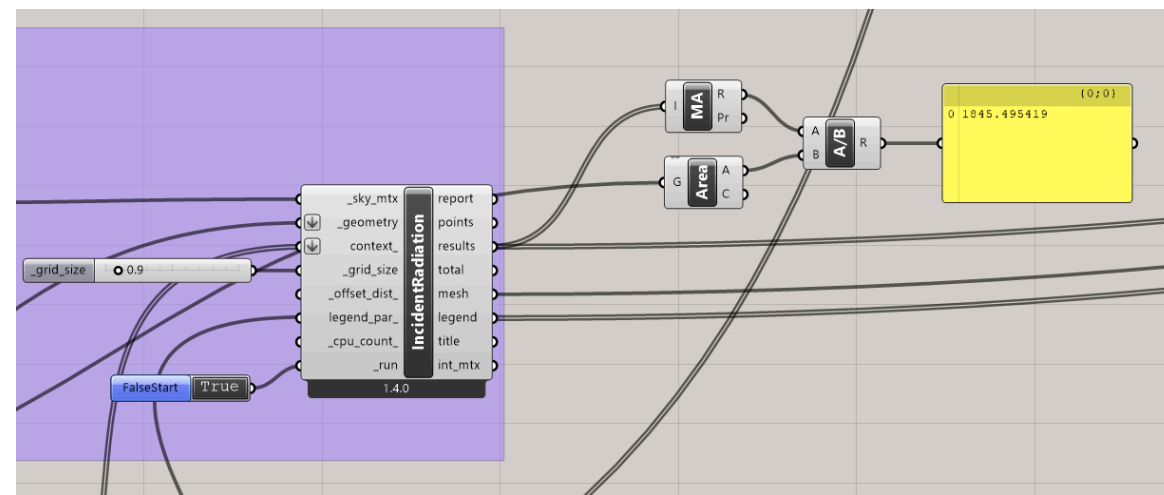 _sky_mtx
_geometry
context_
_grid_size
_offset_dist_
legend_par_
_cpu_count_
_run
IncidentRadiation
report
points
results
total
mesh
legend
title
int_mtx
1.4.0
_grid_size 0.9
FalseStart True
I MA R
Pr
G Area A
C
A
B
A/B
R
{0;0}
0 1845.495419